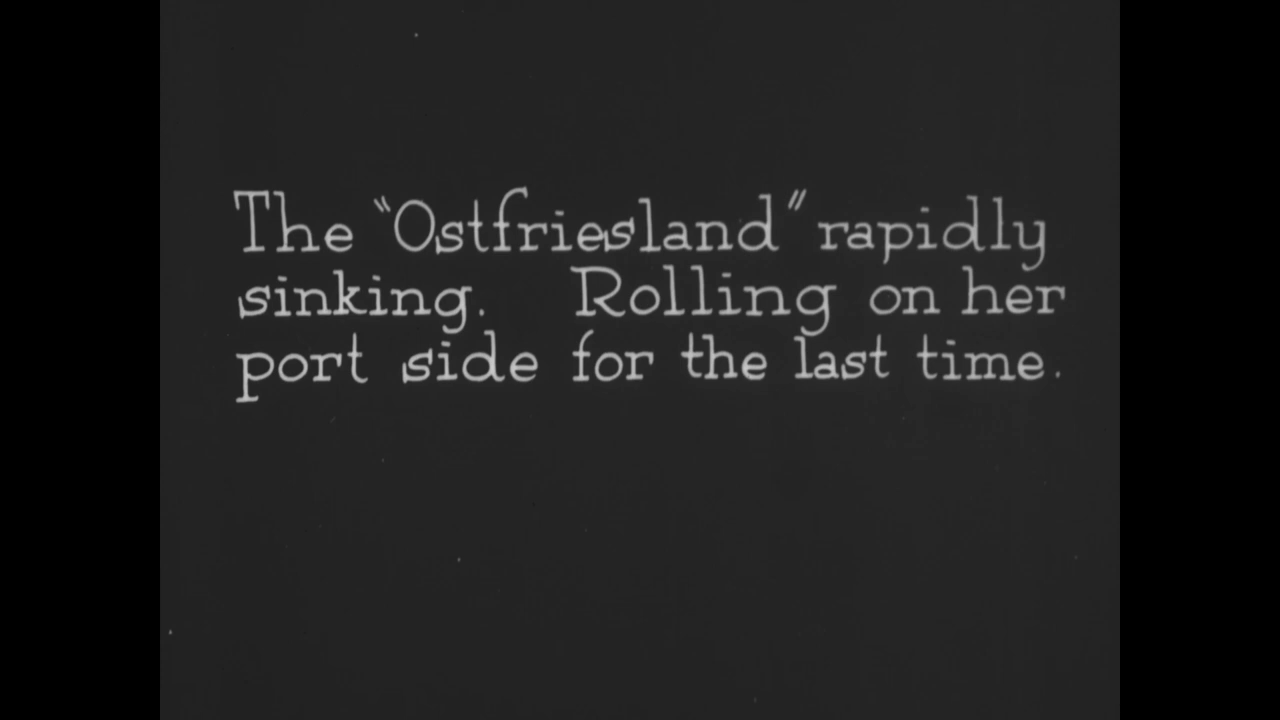 The "Ostfriesland" rapidly
sinking. Rolling on her
port side for the last time.